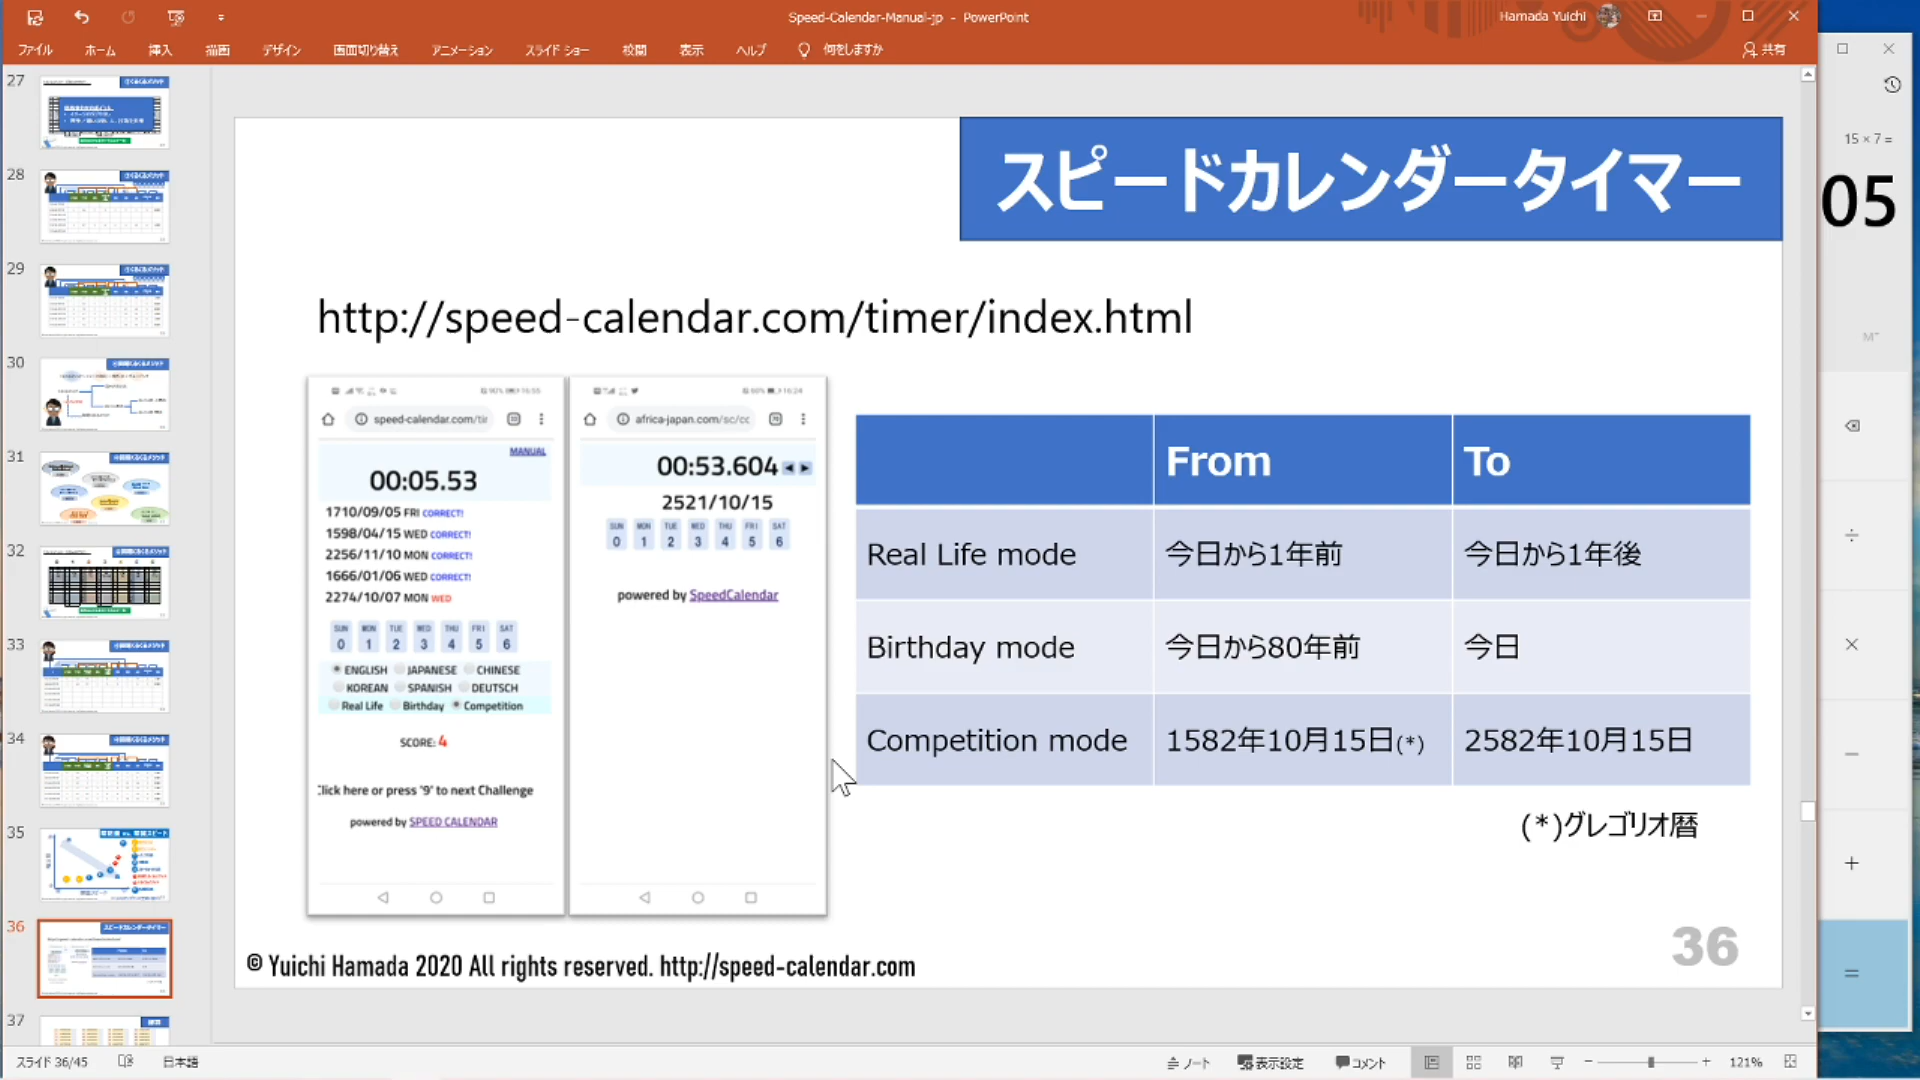 Speed-Calendar-Manual-jp - PowerPoint
Hamada Yuichi
ファイル ホーム 挿入 描画 デザイン 画面切り替え アニメーション スライド ショー 校閲 表示 ヘルプ 何をしますか 共有
27
28
29
30
31
32
33
34
35
36
37
スピードカレンダータイマー
http://speed-calendar.com/timer/index.html
speed-calendar.com/tir
MANUAL
00:05.53
1710/09/05 FRI CORRECT!
1598/04/15 WED CORRECT!
2256/11/10 MON CORRECT!
1666/01/06 WED CORRECT!
2274/10/07 MON WED
SUN MON TUE WED THU FRI SAT
0 1 2 3 4 5 6
ENGLISH JAPANESE CHINESE
KOREAN SPANISH DEUTSCH
Real Life Birthday Competition
SCORE: 4
Click here or press '9' to next Challenge
powered by SPEED CALENDAR
africa-japan.com/sc/cc
00:53.604
2521/10/15
SUN MON TUE WED THU FRI SAT
0 1 2 3 4 5 6
powered by SpeedCalendar
From To
Real Life mode 今日から1年前 今日から1年後
Birthday mode 今日から80年前 今日
Competition mode 1582年10月15日(*) 2582年10月15日
(*)グレゴリオ暦
© Yuichi Hamada 2020 All rights reserved. http://speed-calendar.com
36
15 × 7 =
05
M⁺
÷
×
−
+
=
スライド 36/45 日本語
ノート 表示設定 コメント 121%